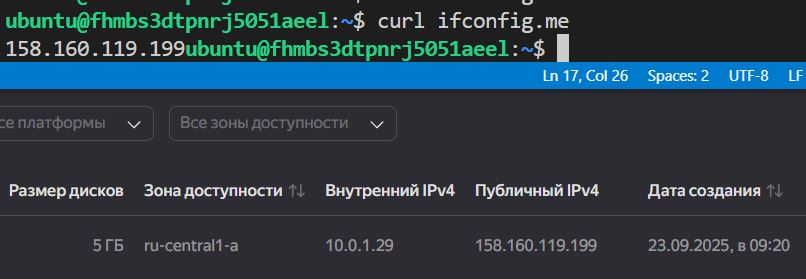 ubuntu@fhmbs3dtpnrj5051aeel:~$ curl ifconfig.me
158.160.119.199ubuntu@fhmbs3dtpnrj5051aeel:~$
Ln 17, Col 26 Spaces: 2 UTF-8 LF
се платформы Все зоны доступности
Размер дисков Зона доступности Внутренний IPv4 Публичный IPv4 Дата создания
5 ГБ ru-central1-a 10.0.1.29 158.160.119.199 23.09.2025, в 09:20